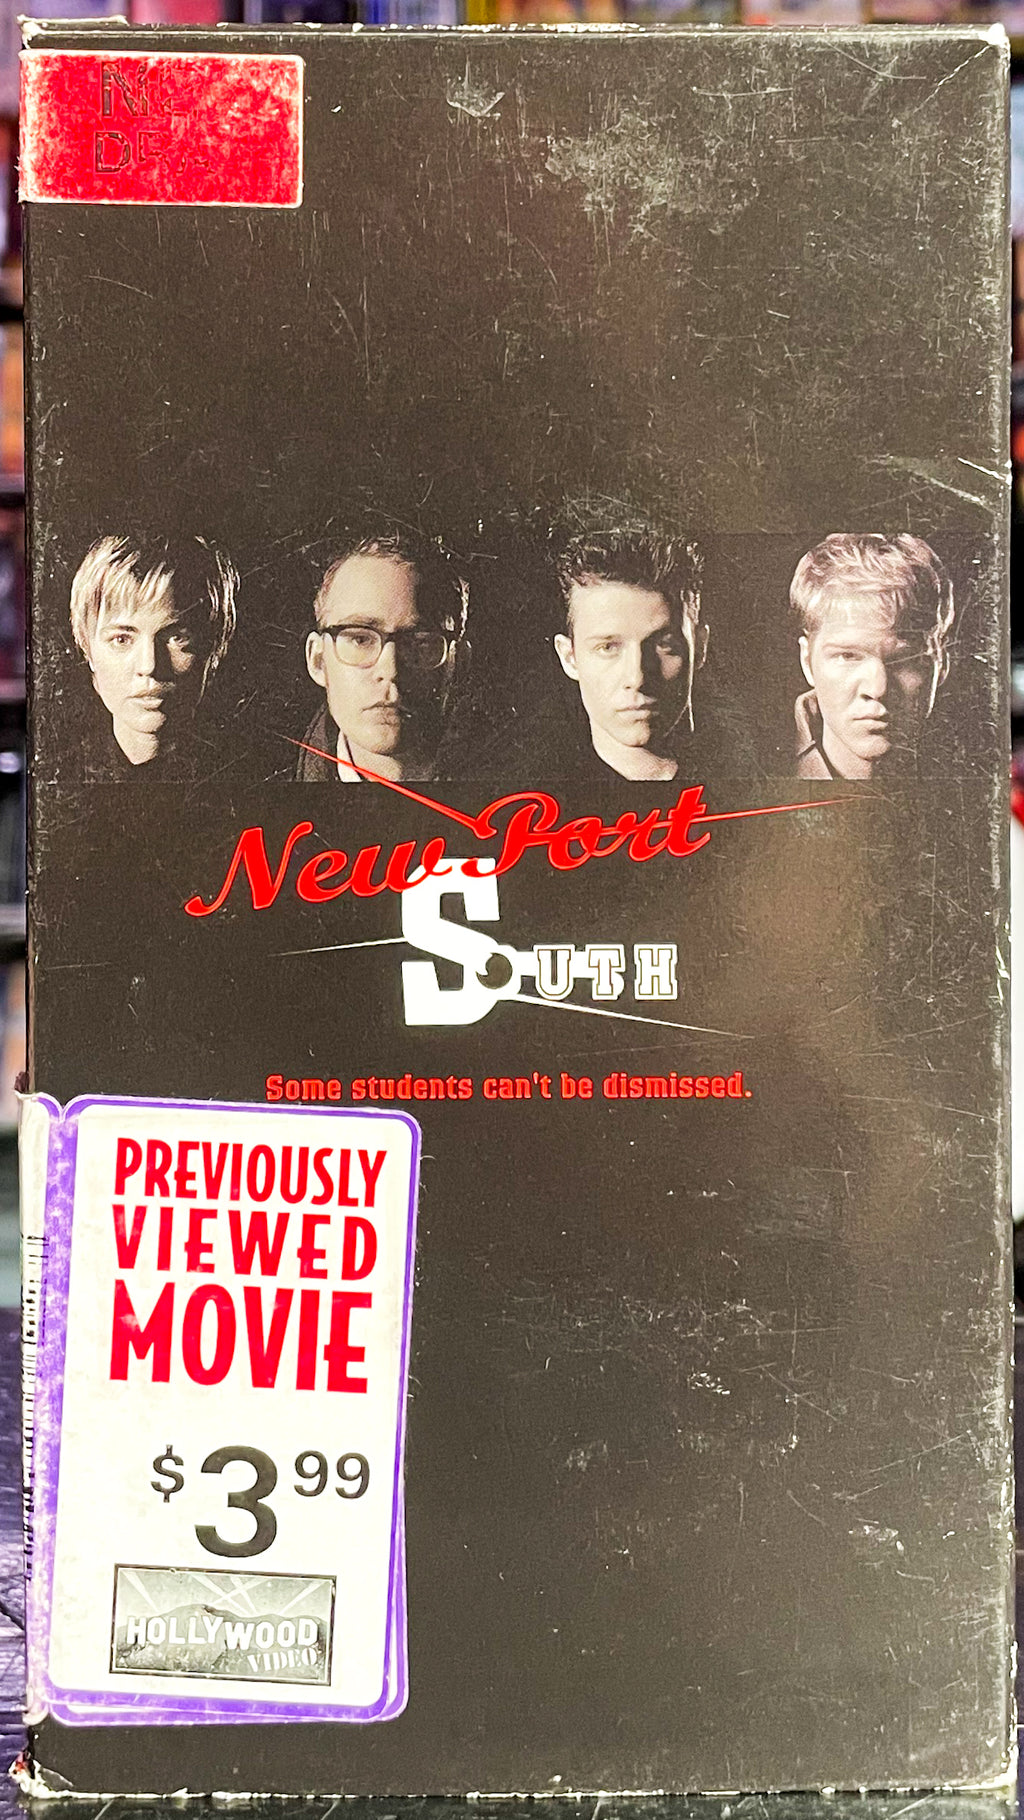 New Port
South
Some students can't be dismissed.
PREVIOUSLY
VIEWED
MOVIE
$3 99
HOLLYWOOD
VIDEO